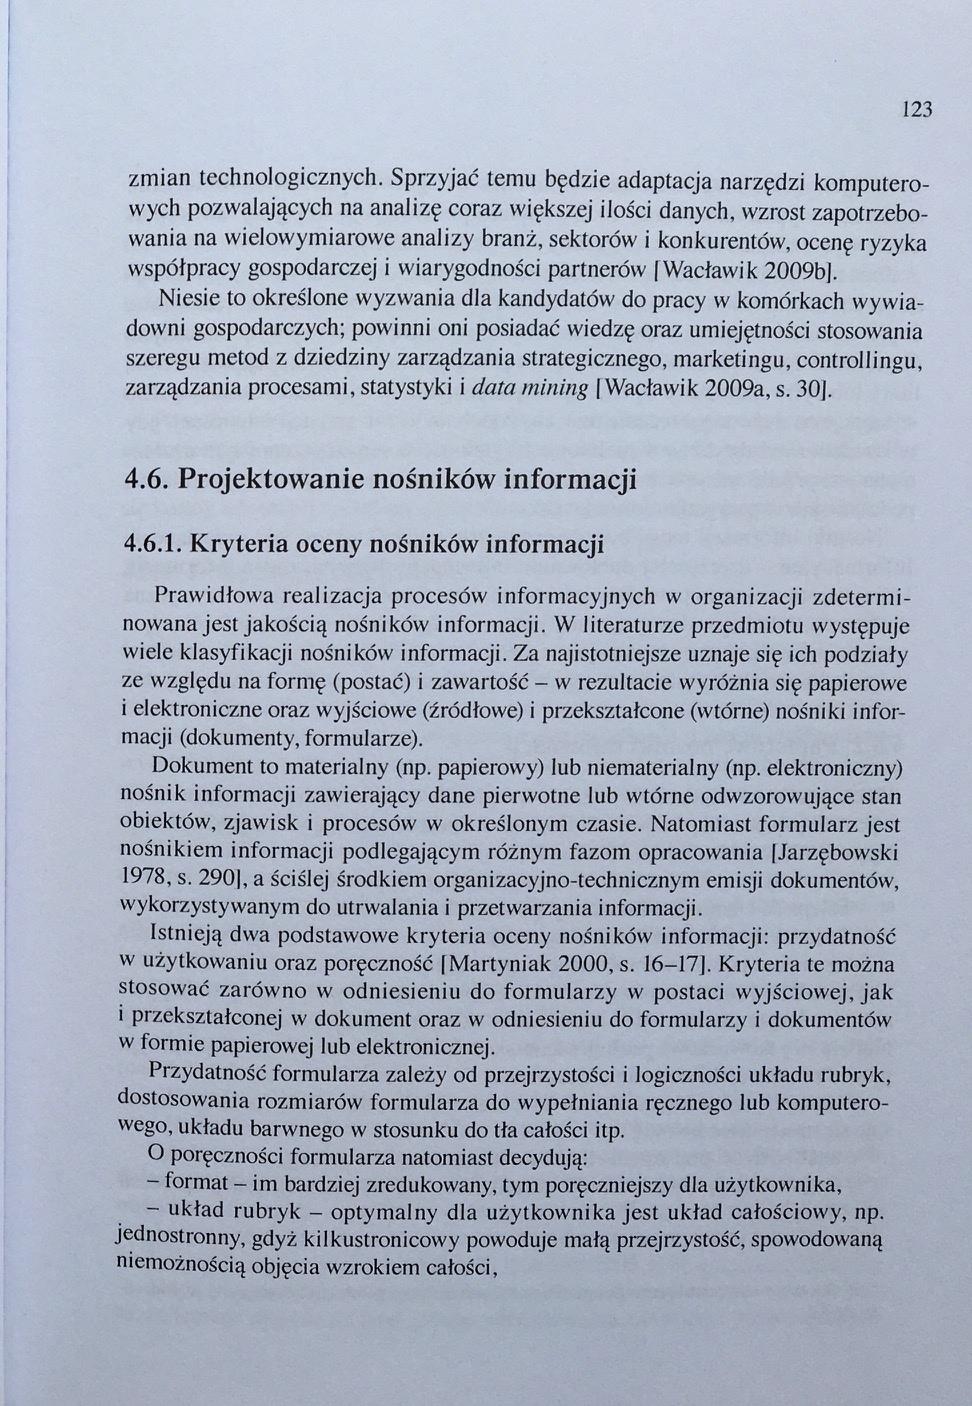 123
zmian technologicznych. Sprzyjać temu będzie adaptacja narzędzi komputero-
wych pozwalających na analizę coraz większej ilości danych, wzrost zapotrzebo-
wania na wielowymiarowe analizy branż, sektorów i konkurentów, ocenę ryzyka
współpracy gospodarczej i wiarygodności partnerów [Wacławik 2009b].
Niesie to określone wyzwania dla kandydatów do pracy w komórkach wywia-
downi gospodarczych; powinni oni posiadać wiedzę oraz umiejętności stosowania
szeregu metod z dziedziny zarządzania strategicznego, marketingu, controllingu,
zarządzania procesami, statystyki i data mining [Wacławik 2009a, s. 30].
4.6. Projektowanie nośników informacji
4.6.1. Kryteria oceny nośników informacji
Prawidłowa realizacja procesów informacyjnych w organizacji zdetermi-
nowana jest jakością nośników informacji. W literaturze przedmiotu występuje
wiele klasyfikacji nośników informacji. Za najistotniejsze uznaje się ich podziały
ze względu na formę (postać) i zawartość – w rezultacie wyróżnia się papierowe
i elektroniczne oraz wyjściowe (źródłowe) i przekształcone (wtórne) nośniki infor-
macji (dokumenty, formularze).
Dokument to materialny (np. papierowy) lub niematerialny (np. elektroniczny)
nośnik informacji zawierający dane pierwotne lub wtórne odwzorowujące stan
obiektów, zjawisk i procesów w określonym czasie. Natomiast formularz jest
nośnikiem informacji podlegającym różnym fazom opracowania [Jarzębowski
1978, s. 290], a ściślej środkiem organizacyjno-technicznym emisji dokumentów,
wykorzystywanym do utrwalania i przetwarzania informacji.
Istnieją dwa podstawowe kryteria oceny nośników informacji: przydatność
w użytkowaniu oraz poręczność [Martyniak 2000, s. 16–17]. Kryteria te można
stosować zarówno w odniesieniu do formularzy w postaci wyjściowej, jak
i przekształconej w dokument oraz w odniesieniu do formularzy i dokumentów
w formie papierowej lub elektronicznej.
Przydatność formularza zależy od przejrzystości i logiczności układu rubryk,
dostosowania rozmiarów formularza do wypełniania ręcznego lub komputero-
wego, układu barwnego w stosunku do tła całości itp.
O poręczności formularza natomiast decydują:
– format – im bardziej zredukowany, tym poręczniejszy dla użytkownika,
– układ rubryk – optymalny dla użytkownika jest układ całościowy, np.
jednostronny, gdyż kilkustronicowy powoduje małą przejrzystość, spowodowaną
niemożnością objęcia wzrokiem całości,